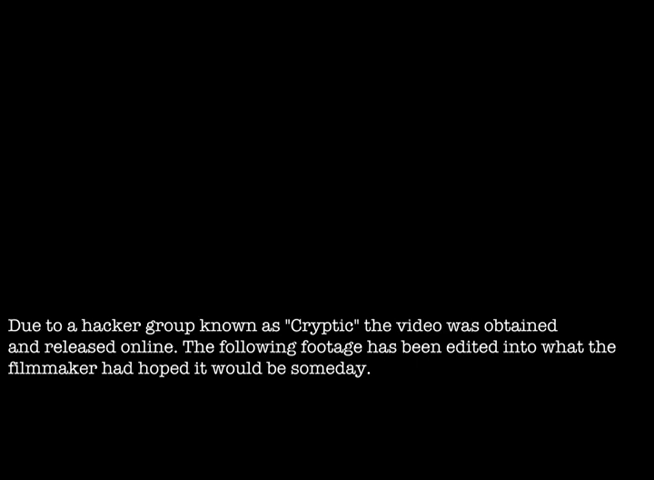 Due to a hacker group known as "Cryptic" the video was obtained
and released online. The following footage has been edited into what the
filmmaker had hoped it would be someday.